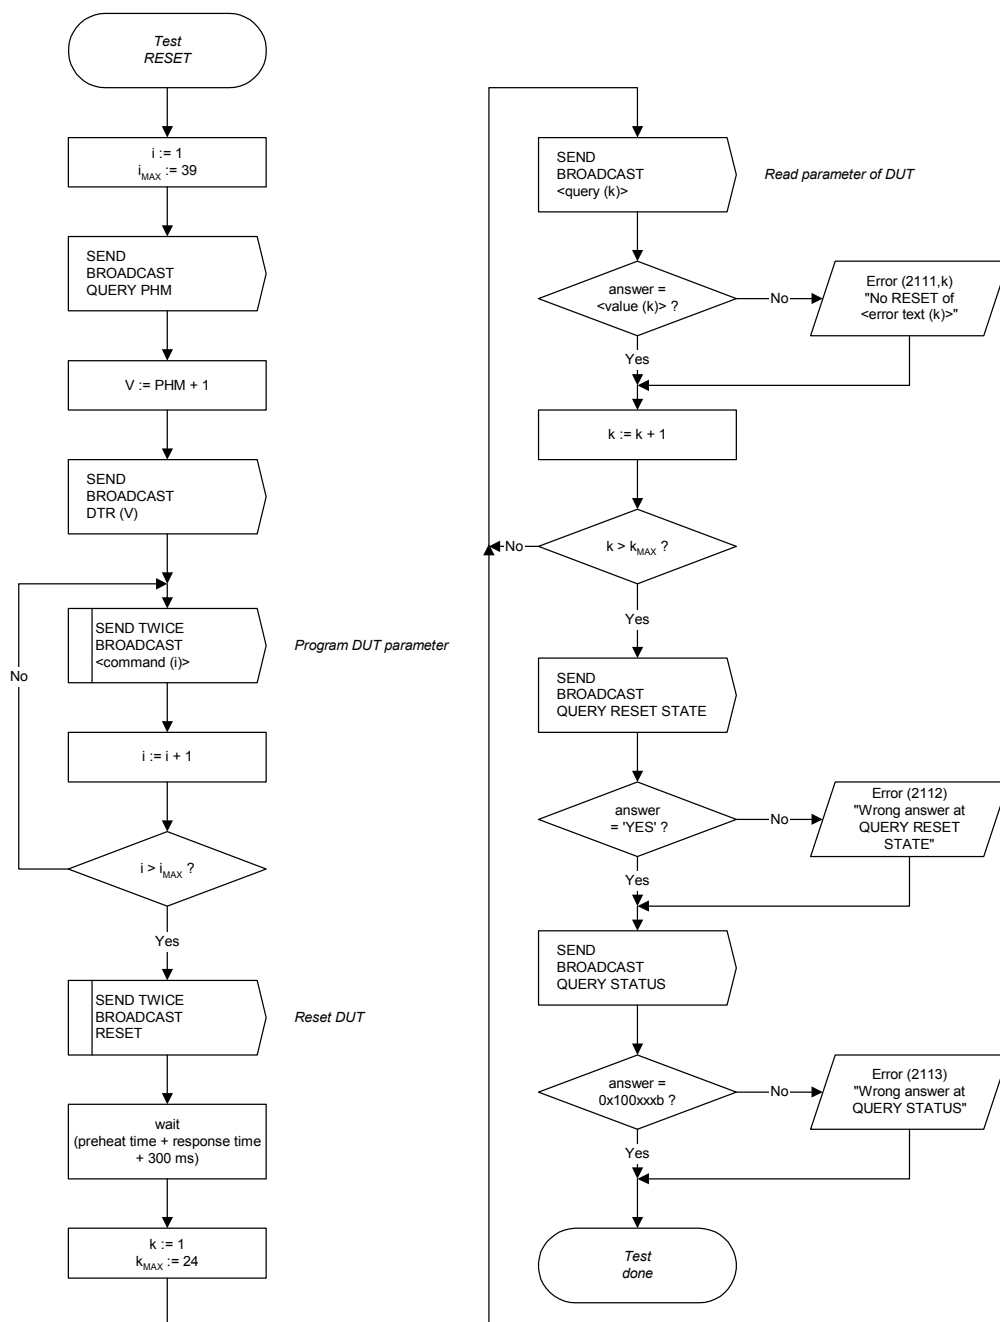 Test
RESET
i := 1
iMAX := 39
SEND
BROADCAST
QUERY PHM
V := PHM + 1
SEND
BROADCAST
DTR (V)
SEND TWICE
BROADCAST
<command (i)>
Program DUT parameter
No
i := i + 1
i > iMAX ?
Yes
SEND TWICE
BROADCAST
RESET
Reset DUT
wait
(preheat time + response time
+ 300 ms)
k := 1
kMAX := 24
SEND
BROADCAST
<query (k)>
Read parameter of DUT
answer =
<value (k)> ?
No
Error (2111,k)
"No RESET of
<error text (k)>"
Yes
k := k + 1
k > kMAX ?
No
Yes
SEND
BROADCAST
QUERY RESET STATE
answer
= 'YES' ?
No
Error (2112)
"Wrong answer at
QUERY RESET
STATE"
Yes
SEND
BROADCAST
QUERY STATUS
answer =
0x100xxxb ?
No
Error (2113)
"Wrong answer at
QUERY STATUS"
Yes
Test
done